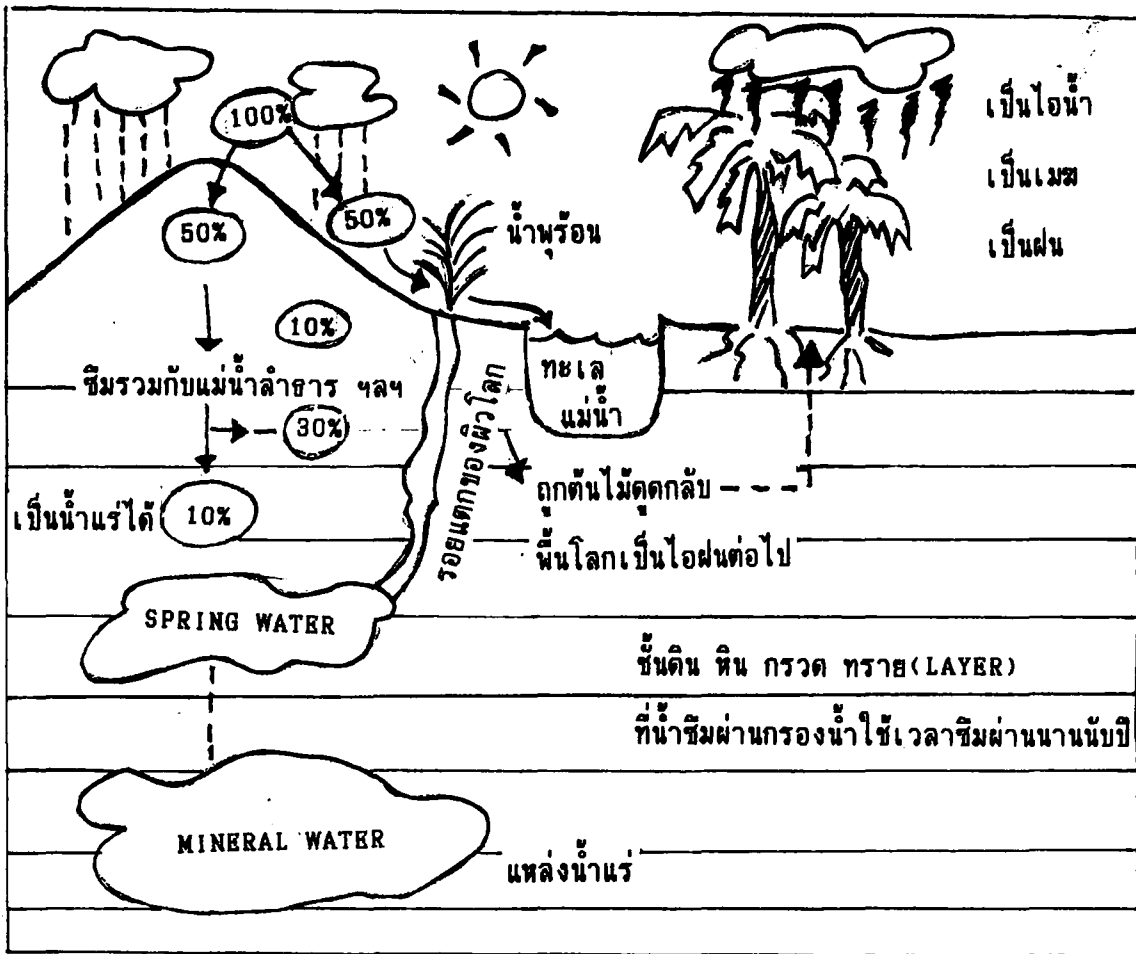 100%
เป็นไอน้ำ
เป็นเมฆ
50%
50%
น้ำพุร้อน
เป็นฝน
10%
ซึมรวมกับแม่น้ำลำธาร ฯลฯ
ทะเล
แม่น้ำ
30%
รอยแตกของผิวโลก
เป็นน้ำแร่ได้
10%
ถูกต้นไม้ดูดกลับ
พื้นโลกเป็นไอฝนต่อไป
SPRING WATER
ชั้นดิน หิน กรวด ทราย(LAYER)
ที่น้ำซึมผ่านกรองน้ำใช้เวลาซึมผ่านนานนับปี
MINERAL WATER
แหล่งน้ำแร่